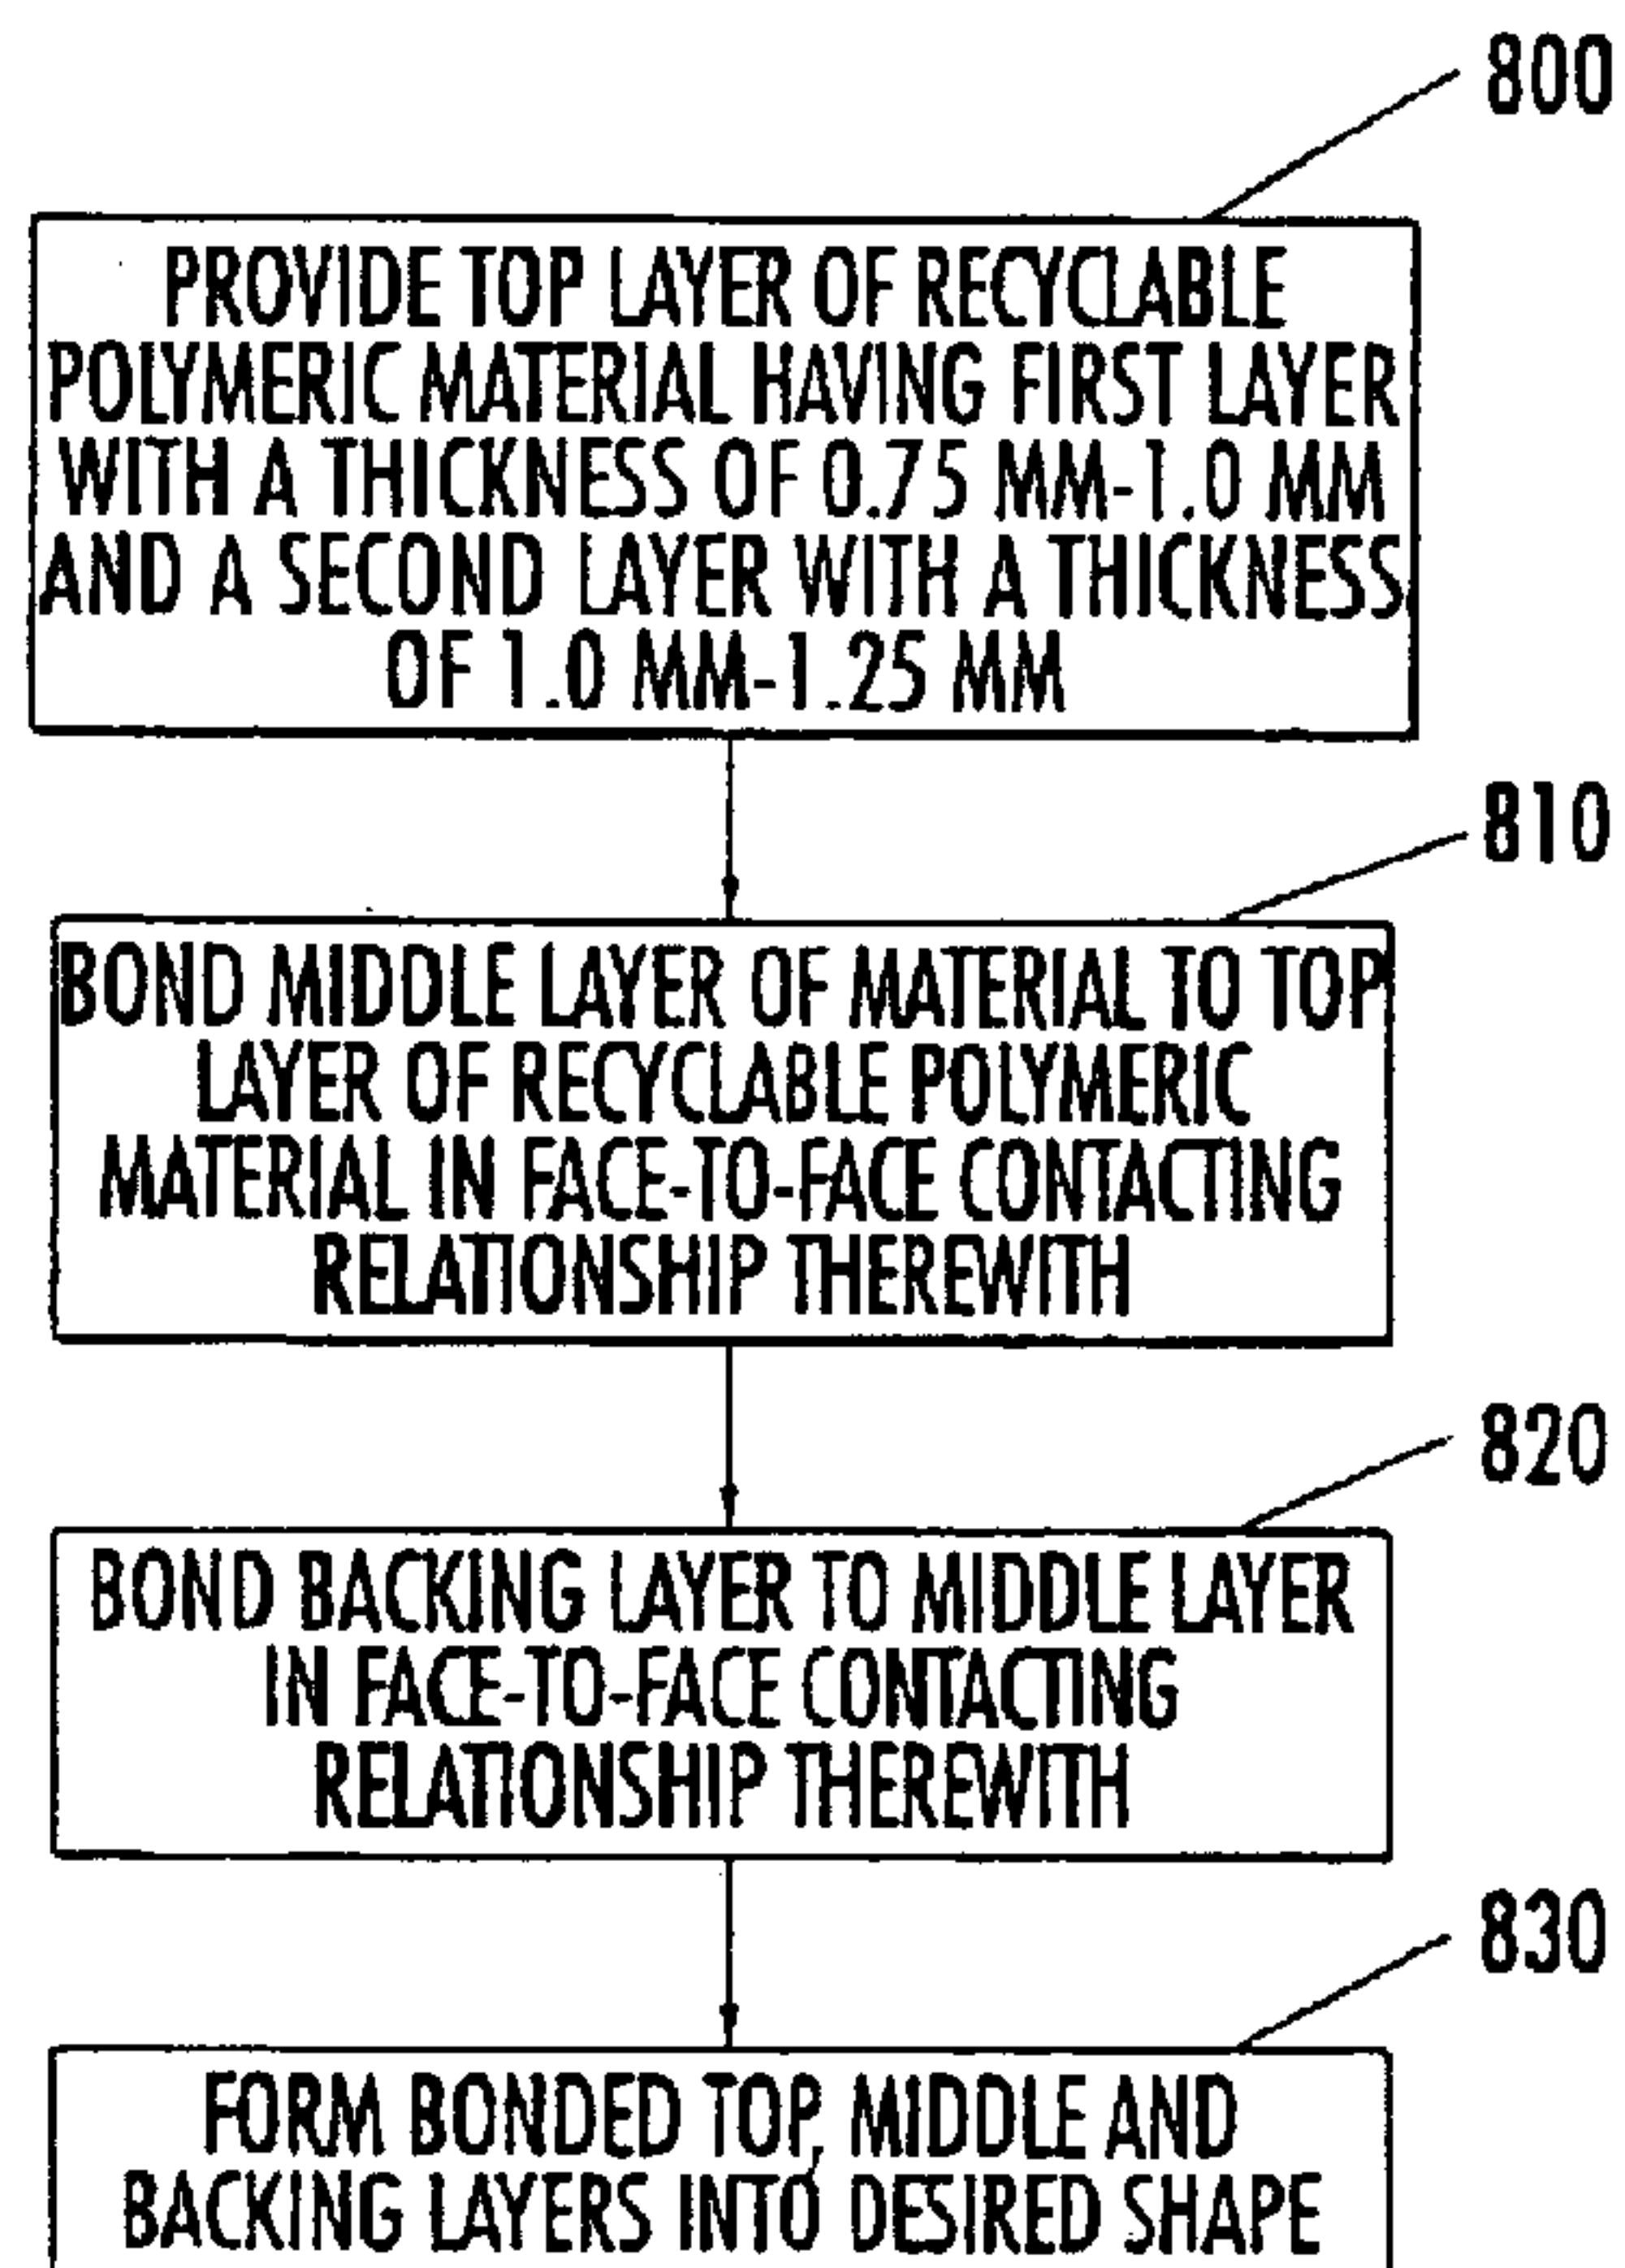 800
PROVIDE TOP LAYER OF RECYCLABLE
POLYMERIC MATERIAL HAVING FIRST LAYER
WITH A THICKNESS OF 0.75 MM-1.0 MM
AND A SECOND LAYER WITH A THICKNESS
OF 1.0 MM-1.25 MM
810
BOND MIDDLE LAYER OF MATERIAL TO TOP
LAYER OF RECYCLABLE POLYMERIC
MATERIAL IN FACE-TO-FACE CONTACTING
RELATIONSHIP THEREWITH
820
BOND BACKING LAYER TO MIDDLE LAYER
IN FACE-TO-FACE CONTACTING
RELATIONSHIP THEREWITH
830
FORM BONDED TOP, MIDDLE AND
BACKING LAYERS INTO DESIRED SHAPE